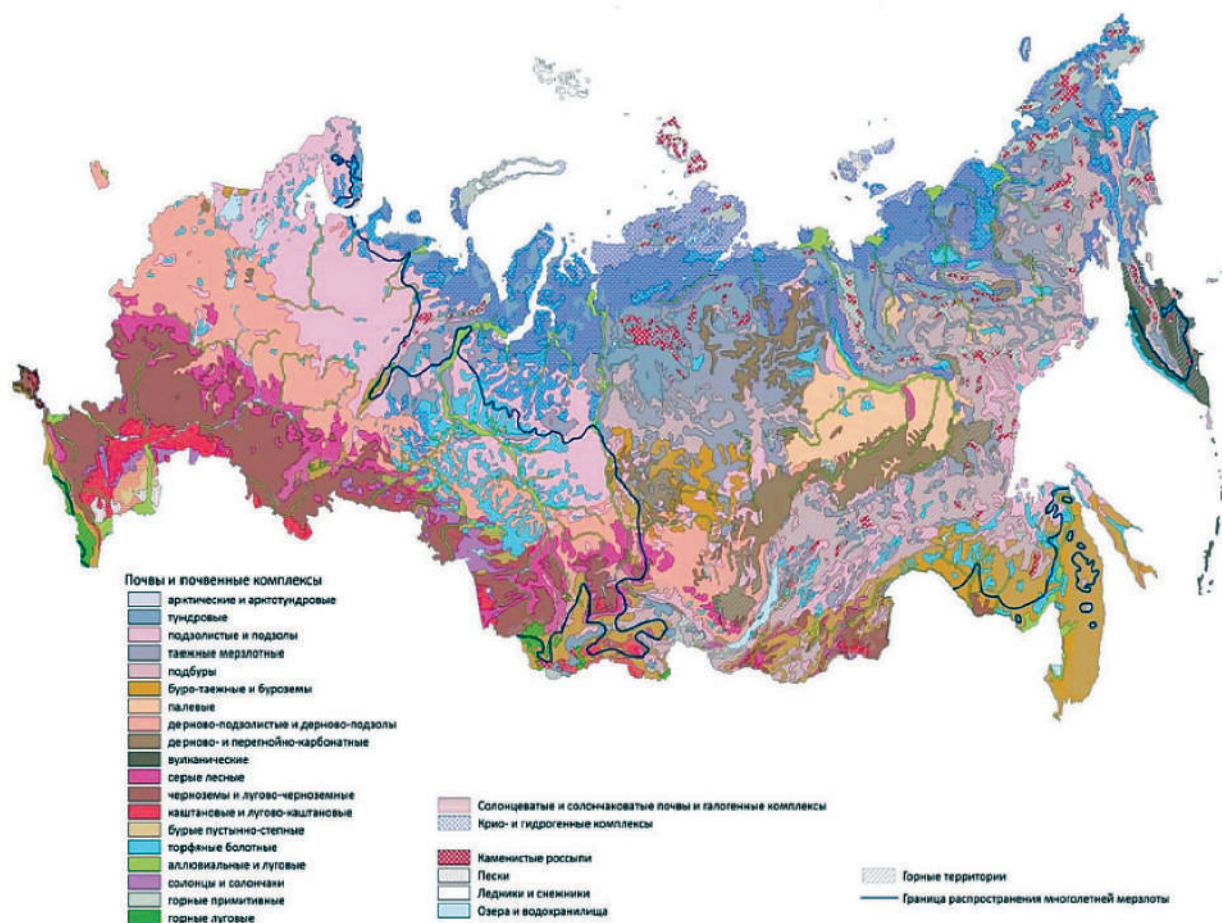 Почвы и почвенные комплексы
арктические и арктотундровые
тундровые
подзолистые и подзолы
таежные мерзлотные
подбуры
буро-таежные и буроземы
палевые
дерново-подзолистые и дерново-подзолы
дерново- и перегнойно-карбонатные
вулканические
серые лесные
черноземы и лугово-черноземные
каштановые и лугово-каштановые
бурые пустынно-степные
торфяные болотные
аллювиальные и луговые
солонцы и солончаки
горные примитивные
горные луговые
Солонцеватые и солончаковатые почвы и галогенные комплексы
Крио- и гидрогенные комплексы
Каменистые россыпи
Пески
Ледники и снежники
Озера и водохранилища
Горные территории
Граница распространения многолетней мерзлоты